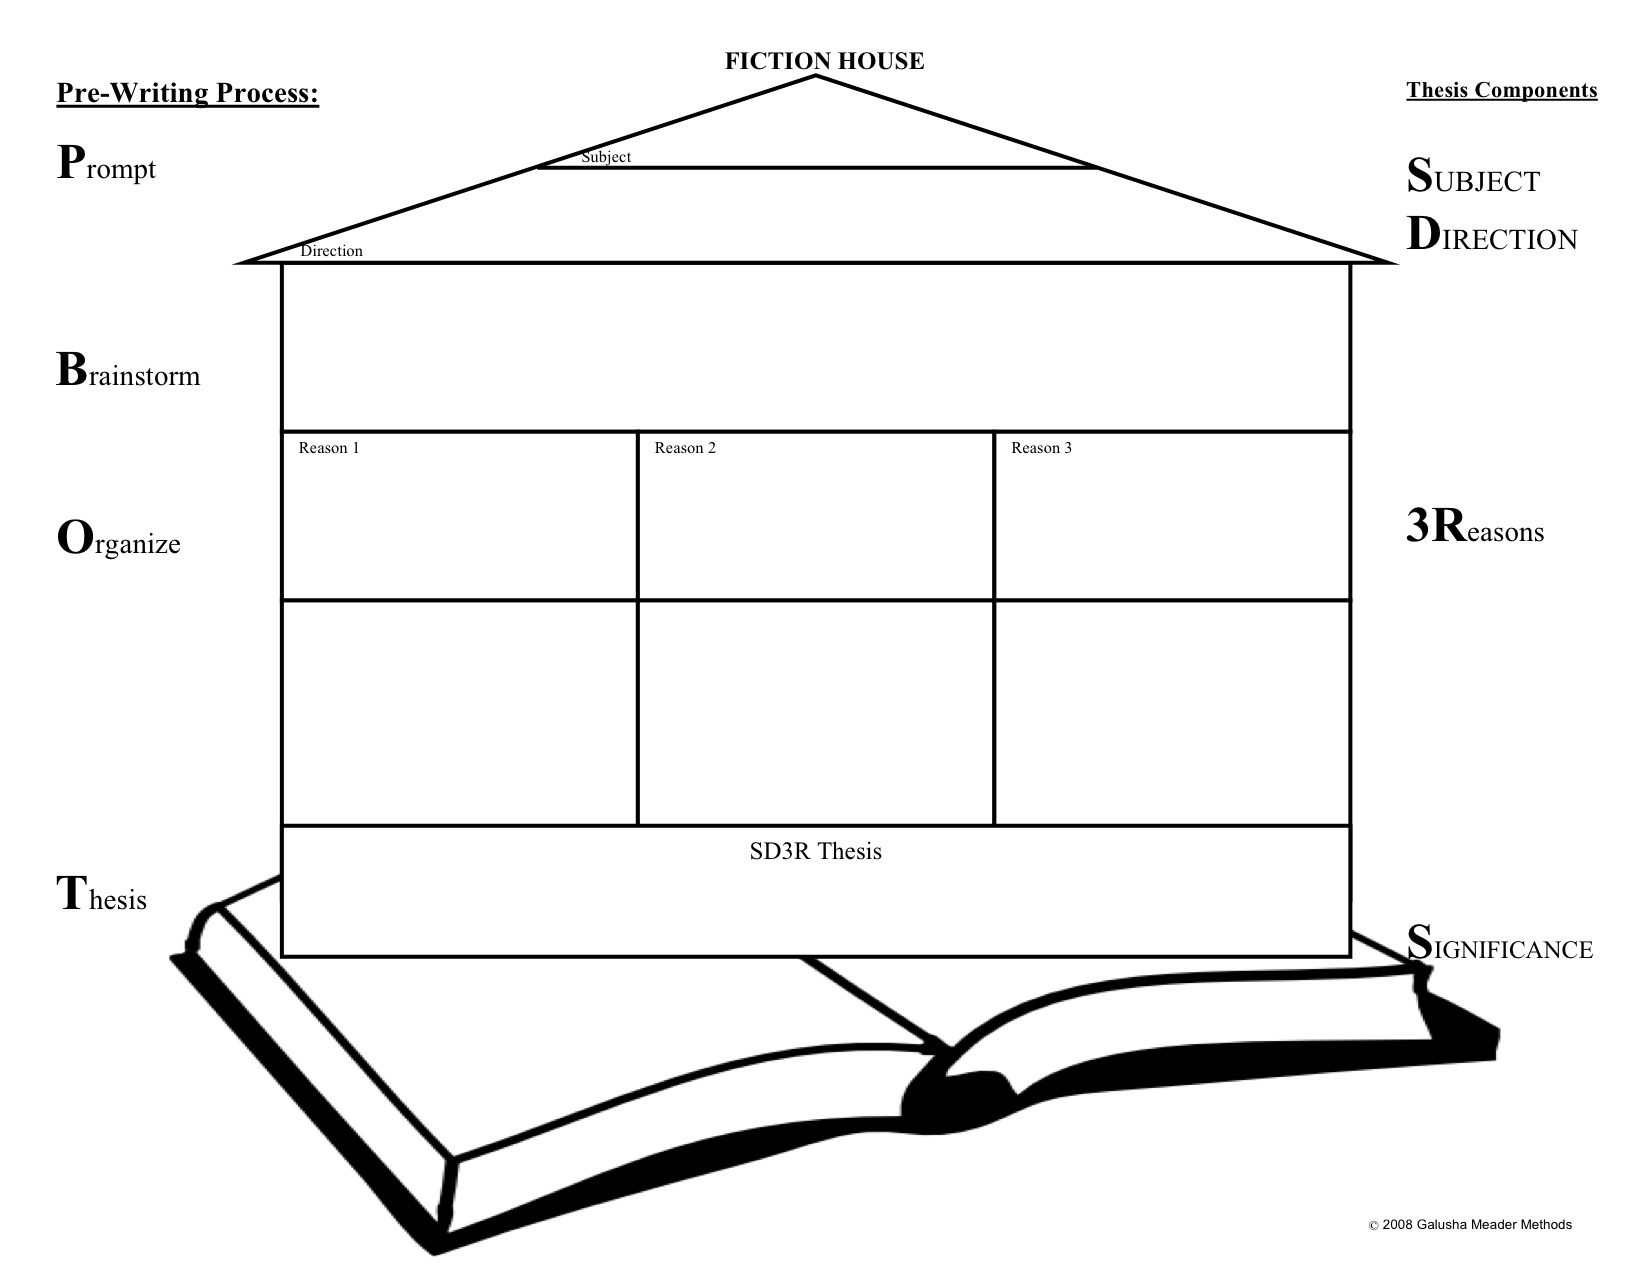 FICTION HOUSE
Pre-Writing Process:
Thesis Components
Prompt
Subject
SUBJECT
DIRECTION
Direction
Brainstorm
Reason 1
Reason 2
Reason 3
Organize
3Reasons
SD3R Thesis
Thesis
SIGNIFICANCE
© 2008 Galusha Meader Methods